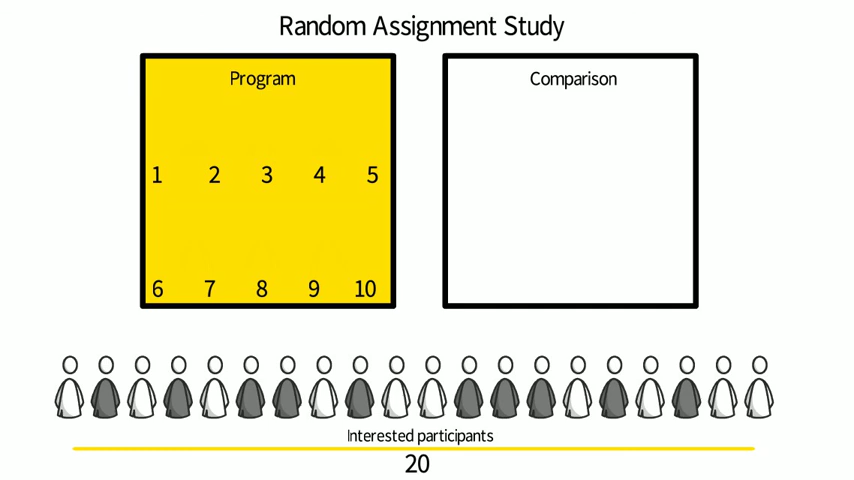 Random Assignment Study
Program
Comparison
1 2 3 4 5
6 7 8 9 10
Interested participants
20